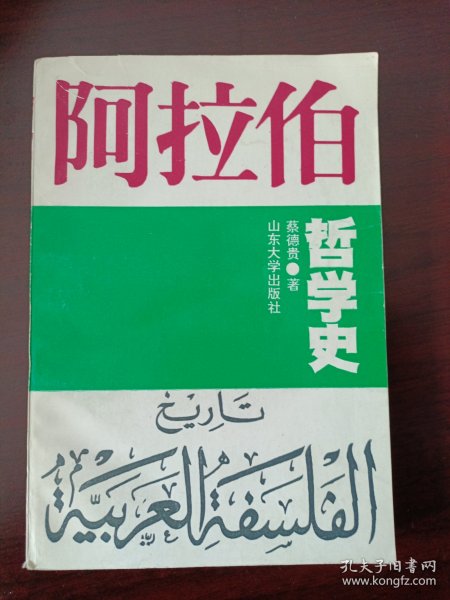 阿拉伯
哲学史
蔡德贵●著
山东大学出版社
تاريخ
الفلسفة العربية
孔夫子旧书网
www.kongfz.com